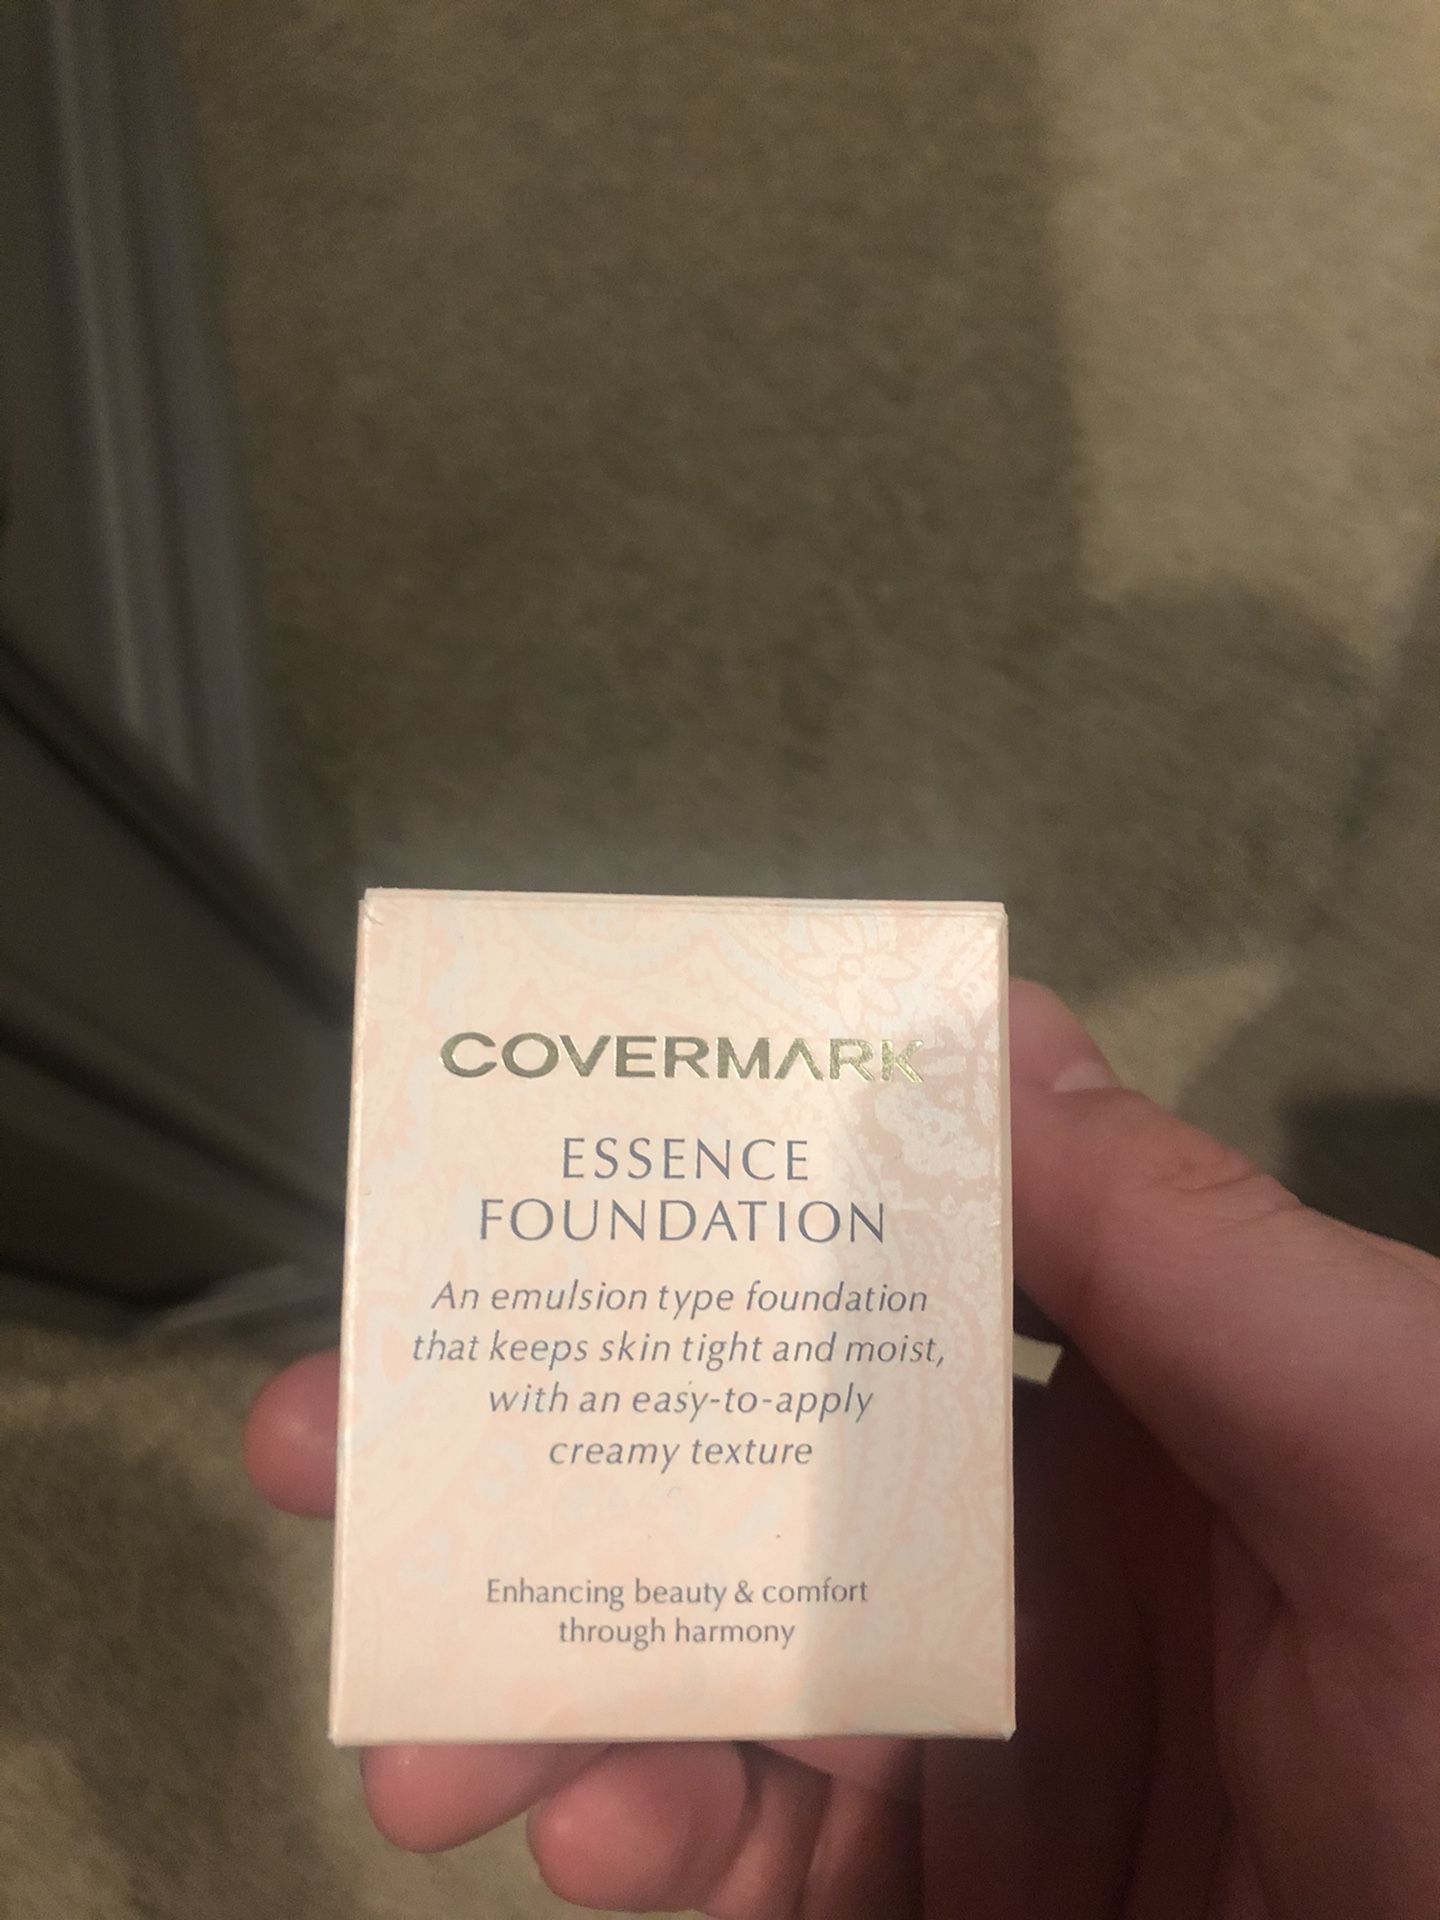 COVERMARK
ESSENCE
FOUNDATION
An emulsion type foundation
that keeps skin tight and moist,
with an easy-to-apply
creamy texture
Enhancing beauty & comfort
through harmony